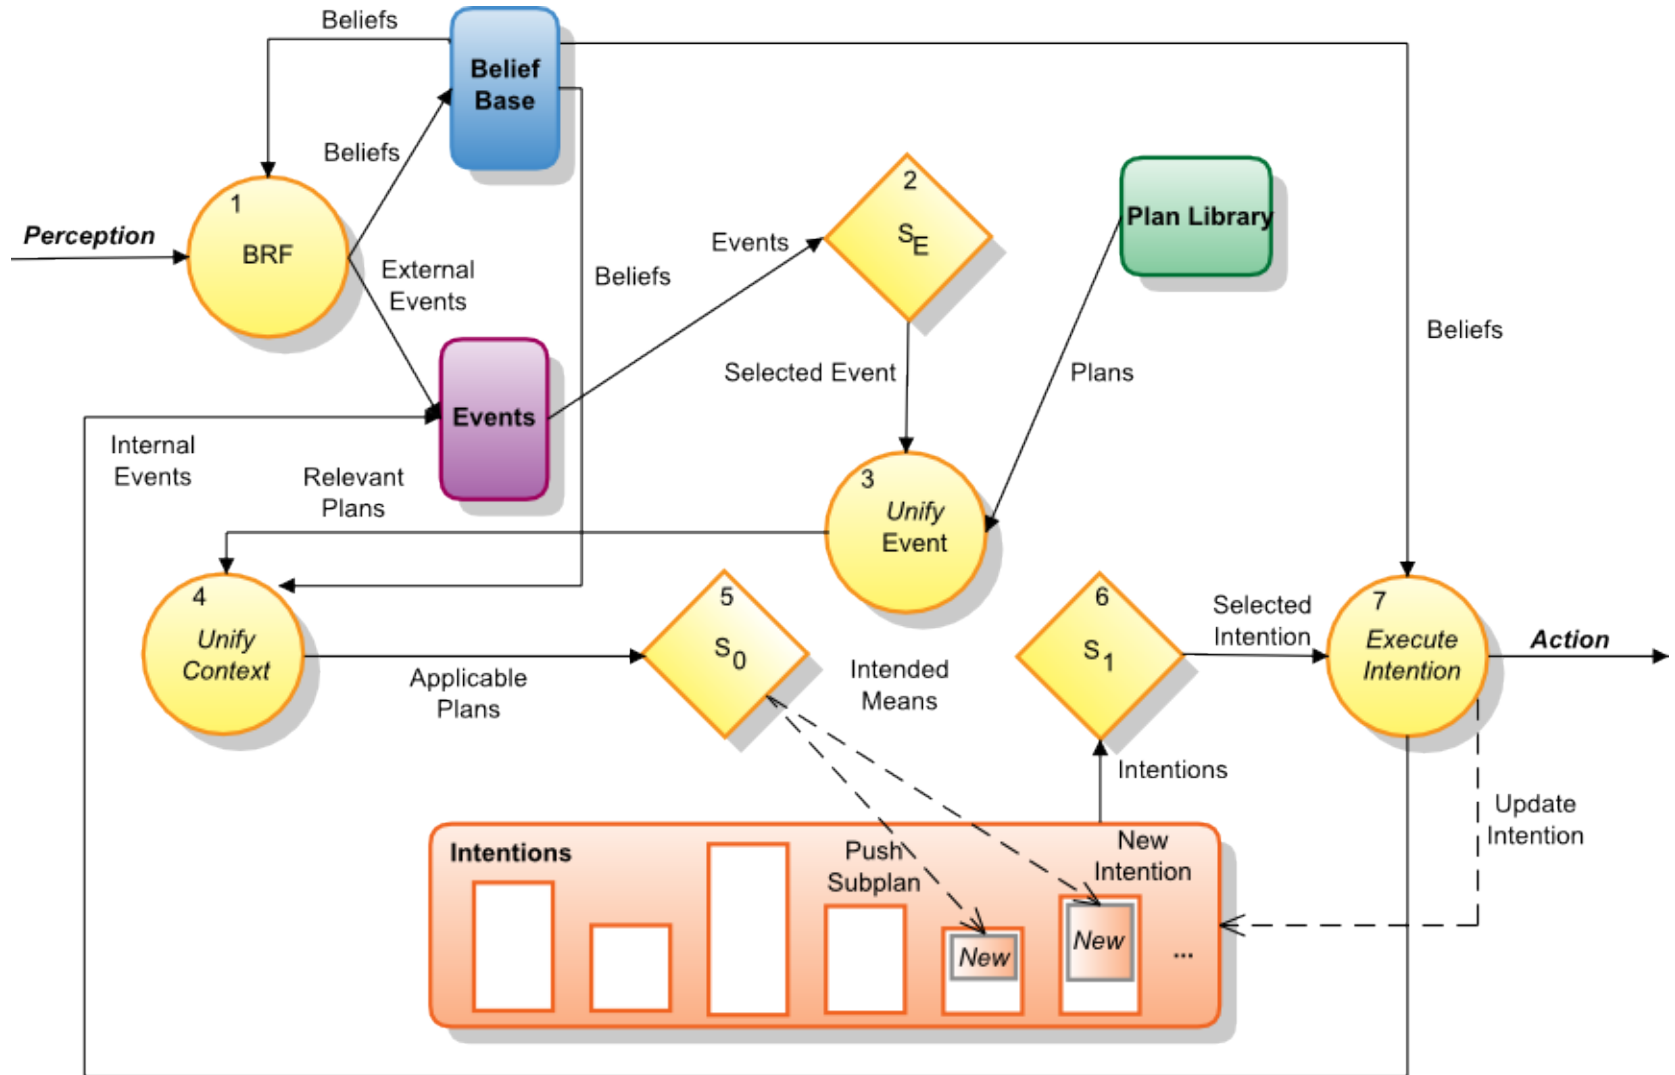 Beliefs
Belief
Base
Beliefs
1
BRF
Perception
External
Events
Beliefs
Events
2
SE
Plan Library
Beliefs
Selected Event
Plans
Events
Internal
Events
Relevant
Plans
3
Unify
Event
4
Unify
Context
Applicable
Plans
5
S0
Intended
Means
6
S1
Selected
Intention
7
Execute
Intention
Action
Intentions
Update
Intention
Intentions
Push
Subplan
New
Intention
New
New
...